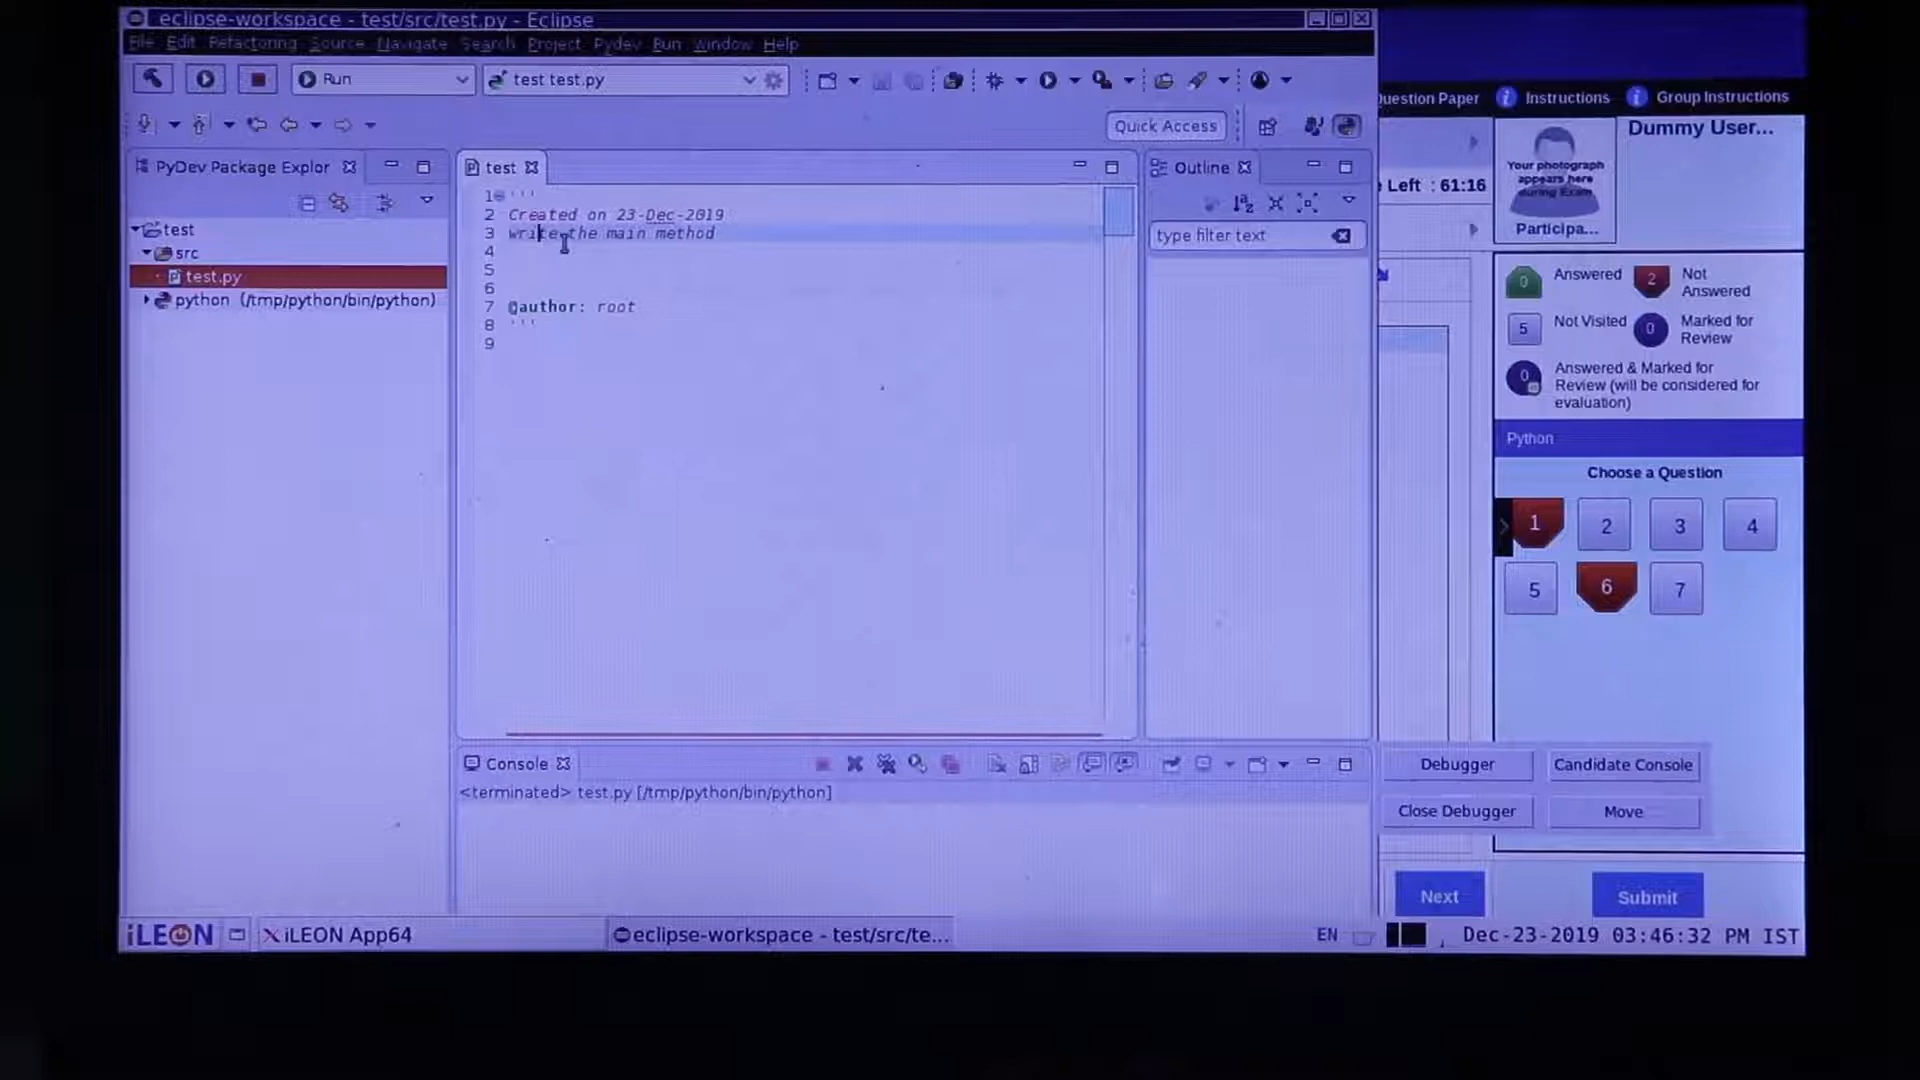 eclipse-workspace - test/src/test.py - Eclipse
File Edit Refactoring Source Navigate Search Project Pydev Run Window Help
Run
test test.py
Quick Access
PyDev Package Explor
test
src
test.py
python (/tmp/python/bin/python)
test
1 '''
2 Created on 23-Dec-2019
3 write the main method
4
5
6
7 @author: root
8 '''
9
Outline
type filter text
Console
<terminated> test.py [/tmp/python/bin/python]
Question Paper
Instructions
Group Instructions
Left : 61:16
Your photograph
appears here
during Exam
Participa...
Dummy User...
0 Answered
2 Not
Answered
5 Not Visited
0 Marked for
Review
0 Answered & Marked for
Review (will be considered for
evaluation)
Python
Choose a Question
1 2 3 4
5 6 7
Debugger
Candidate Console
Close Debugger
Move
Next
Submit
iLEON
iLEON App64
eclipse-workspace - test/src/te...
EN
Dec-23-2019 03:46:32 PM IST